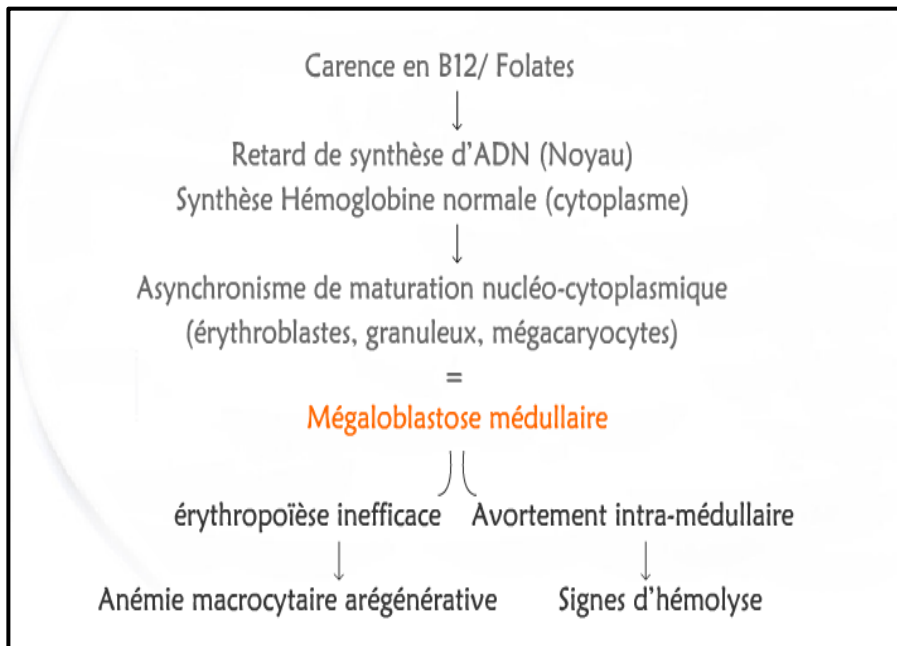 Carence en B12/ Folates
Retard de synthèse d'ADN (Noyau)
Synthèse Hémoglobine normale (cytoplasme)
Asynchronisme de maturation nucléo-cytoplasmique
(érythroblastes, granuleux, mégacaryocytes)
=
Mégaloblastose médullaire
érythropoïèse inefficace Avortement intra-médullaire
Anémie macrocytaire arégénérative Signes d'hémolyse